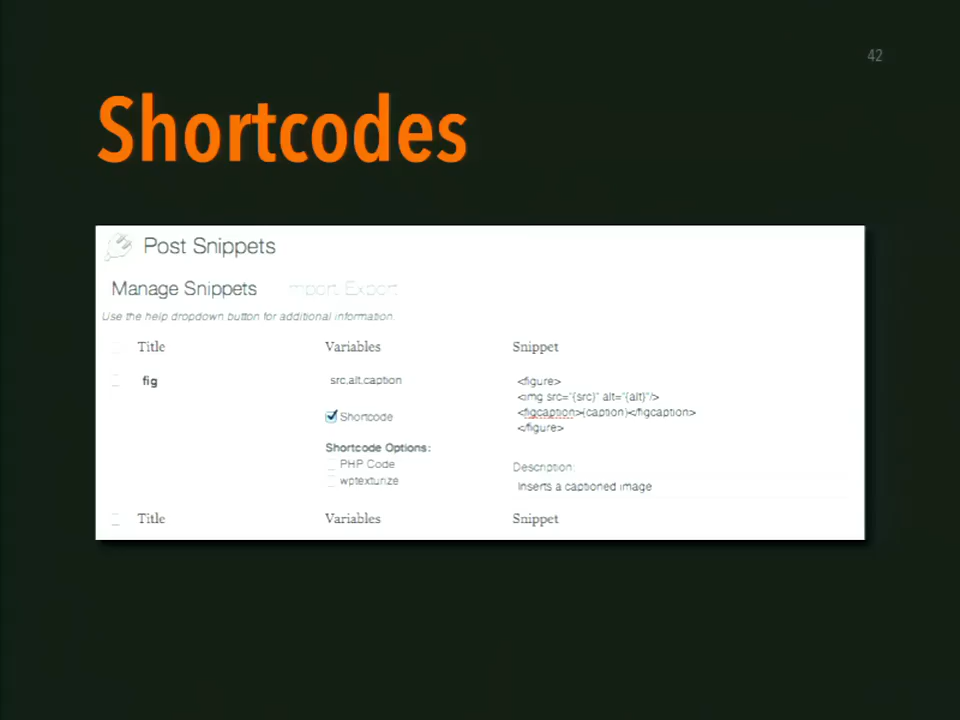 42
Shortcodes
Post Snippets
Manage Snippets Import Export
Use the help dropdown button for additional information.
Title Variables Snippet
fig src,alt,caption <figure>
<img src="{src}" alt="{alt}"/>
Shortcode <figcaption>{caption}</figcaption>
</figure>
Shortcode Options:
PHP Code Description:
wptexturize Inserts a captioned image
Title Variables Snippet